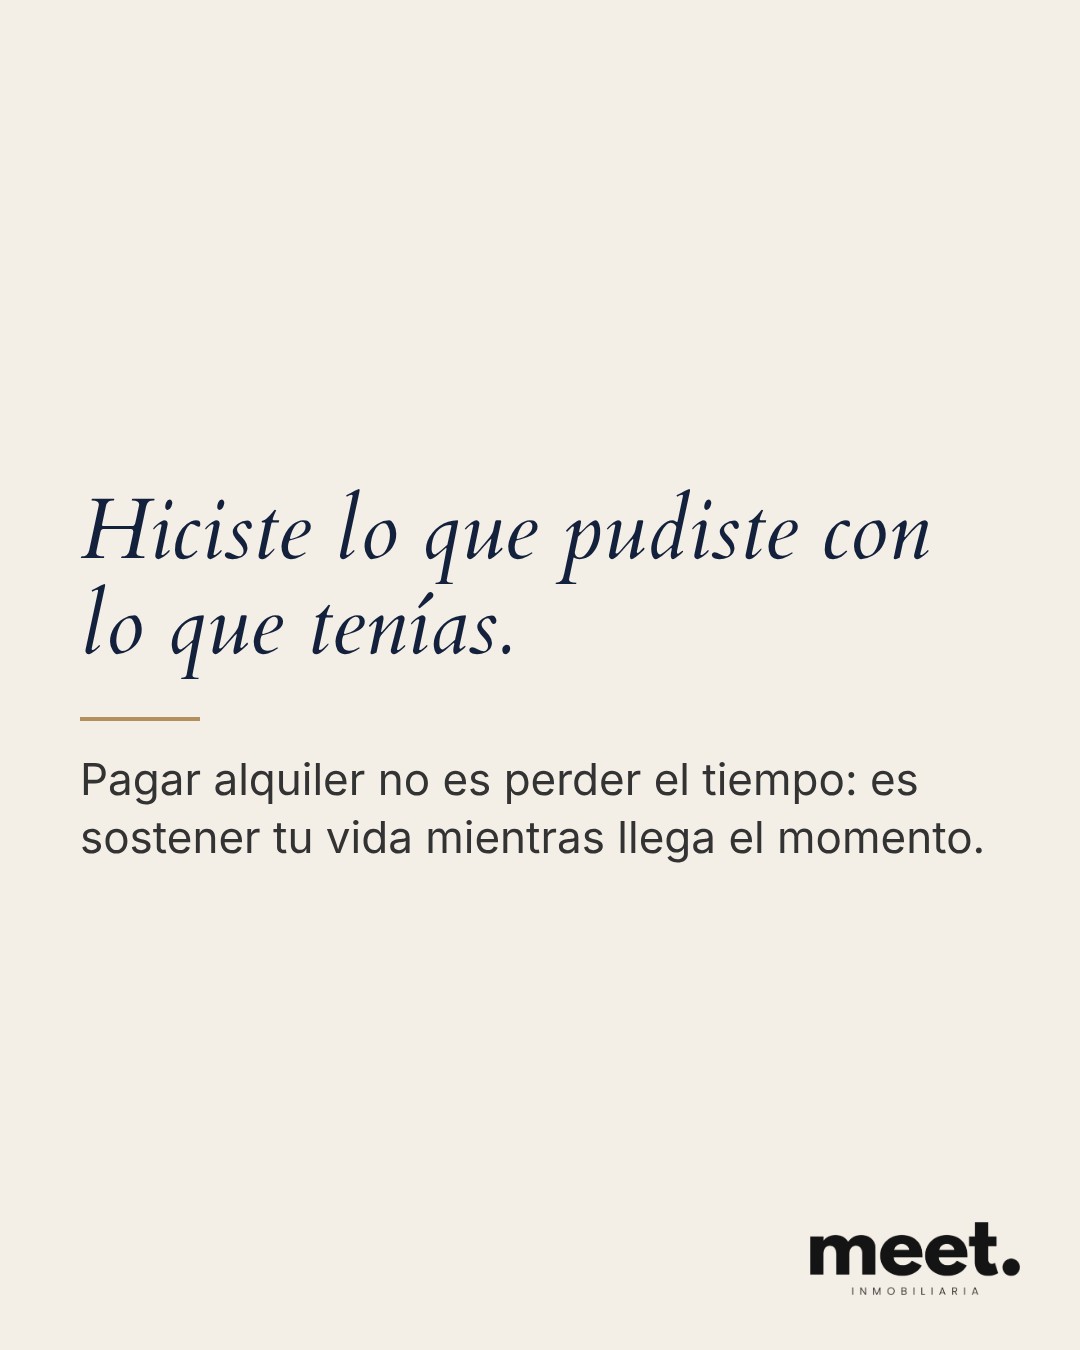 Hiciste lo que pudiste con
lo que tenías.
Pagar alquiler no es perder el tiempo: es
sostener tu vida mientras llega el momento.
meet.
INMOBILIARIA